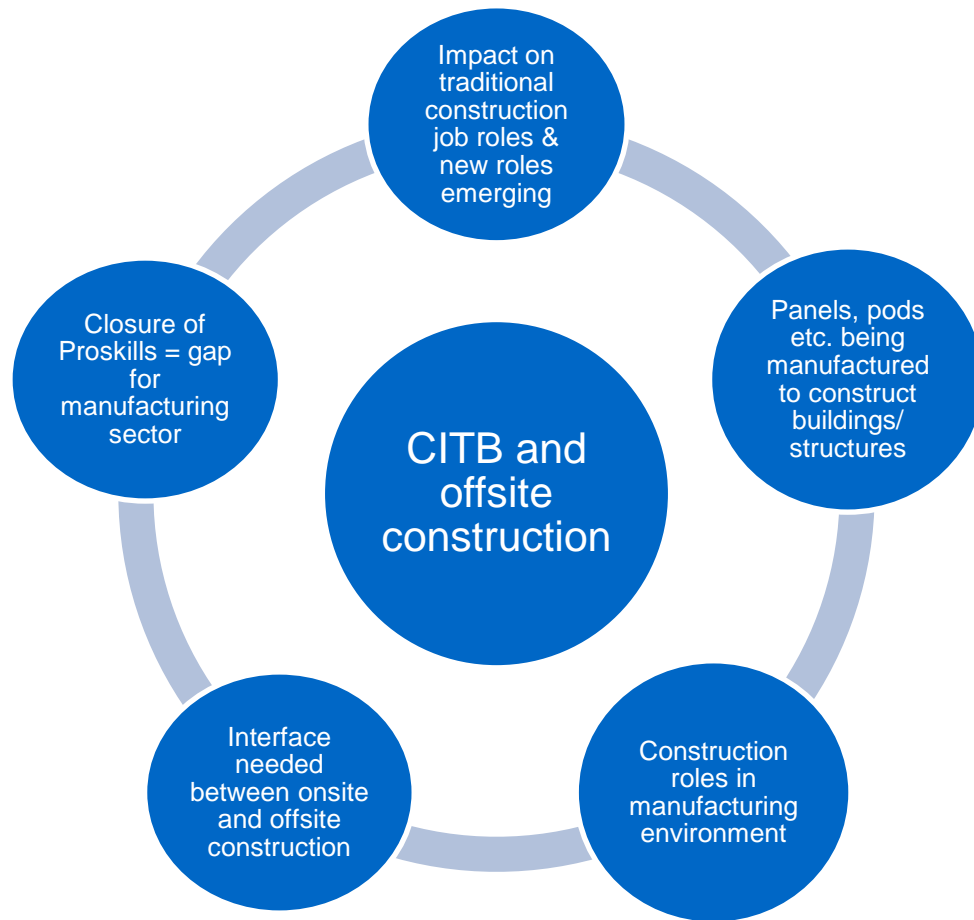 Impact on
traditional
construction
job roles &
new roles
emerging
Panels, pods
etc. being
manufactured
to construct
buildings/
structures
Construction
roles in
manufacturing
environment
Interface
needed
between onsite
and offsite
construction
Closure of
Proskills = gap
for
manufacturing
sector
CITB and
offsite
construction